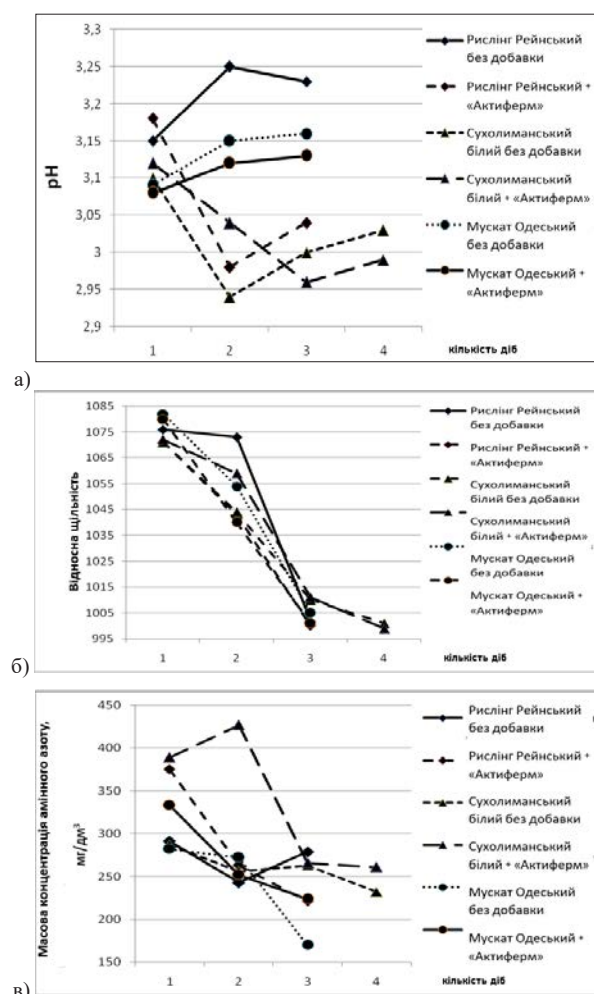 3,3
3,25
3,2
3,15
3,1
3,05
3
2,95
2,9
pH
1 2 3 4 кількість діб
Рислінг Рейнський
без добавки
Рислінг Рейнський +
«Актиферм»
Сухолиманський
білий без добавки
Сухолиманський
білий + «Актиферм»
Мускат Одеський
без добавки
Мускат Одеський +
«Актиферм»
а)
1085
1075
1065
1055
1045
1035
1025
1015
1005
995
Відносна щільність
1 2 3 4 кількість діб
Рислінг Рейнський
без добавки
Рислінг Рейнський +
«Актиферм»
Сухолиманський
білий без добавки
Сухолиманський
білий + «Актиферм»
Мускат Одеський
без добавки
Мускат Одеський +
«Актиферм»
б)
450
400
350
300
250
200
150
Масова концентрація амінного азоту,
мг/дм³
1 2 3 4 кількість діб
Рислінг Рейнський
без добавки
Рислінг Рейнський +
«Актиферм»
Сухолиманський
білий без добавки
Сухолиманський
білий + «Актиферм»
Мускат Одеський
без добавки
Мускат Одеський +
«Актиферм»
в)